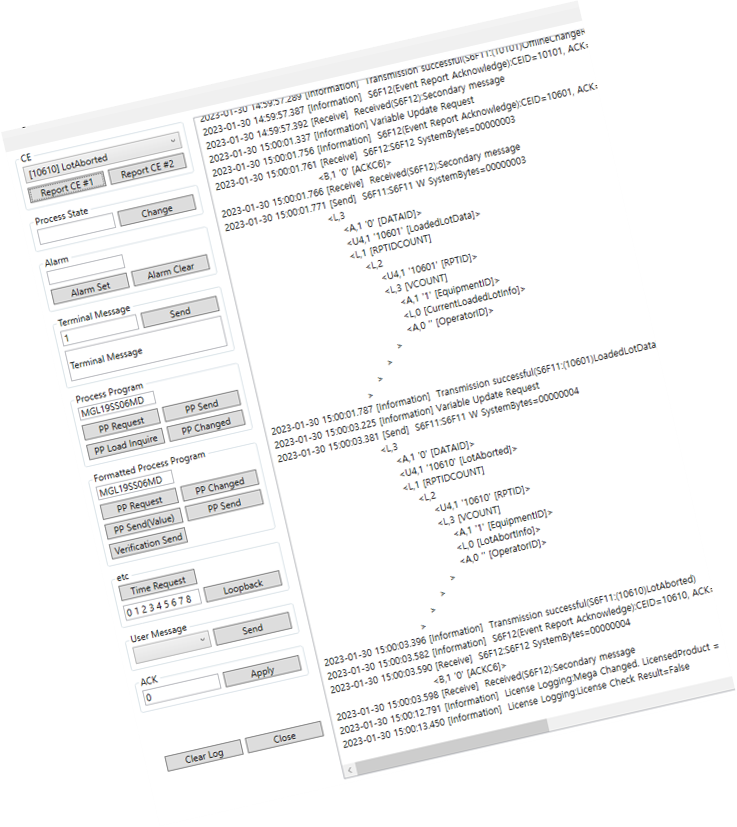 CE
[10610] LotAborted
Report CE #1
Report CE #2
Process State
Change
Alarm
Alarm Set
Alarm Clear
Terminal Message
1
Send
Terminal Message
Process Program
MGL19SS06MD
PP Send
PP Request
PP Changed
PP Load Inquire
Formatted Process Program
MGL19SS06MD
PP Changed
PP Request
PP Send
PP Send(Value)
Verification Send
etc
Time Request
0 1 2 3 4 5 6 7 8
Loopback
User Message
Send
ACK
0
Apply
Clear Log
Close
2023-01-30 14:59:57.289 [Information] Transmission successful(S6F11:(10101)OfflineChange
2023-01-30 14:59:57.387 [Information] S6F12(Event Report Acknowledge):CEID=10101, ACK
2023-01-30 14:59:57.392 [Receive] Received(S6F12):Secondary message
2023-01-30 15:00:01.337 [Information] Variable Update Request
2023-01-30 15:00:01.756 [Information] S6F12(Event Report Acknowledge):CEID=10601, ACK
2023-01-30 15:00:01.761 [Receive] S6F12:S6F12 SystemBytes=00000003
<B,1 '0' [ACKC6]>
2023-01-30 15:00:01.766 [Receive] Received(S6F12):Secondary message
2023-01-30 15:00:01.771 [Send] S6F11:S6F11 W SystemBytes=00000003
<L,3
<A,1 '0' [DATAID]>
<U4,1 '10601' [LoadedLotData]>
<L,1 [RPTIDCOUNT]
<L,2
<U4,1 '10601' [RPTID]>
<L,3 [VCOUNT]
<A,1 '1' [EquipmentID]>
<L,0 [CurrentLoadedLotInfo]>
<A,0 '' [OperatorID]>
>
>
>
>
2023-01-30 15:00:01.787 [Information] Transmission successful(S6F11:(10601)LoadedLotData
2023-01-30 15:00:03.225 [Information] Variable Update Request
2023-01-30 15:00:03.381 [Send] S6F11:S6F11 W SystemBytes=00000004
<L,3
<A,1 '0' [DATAID]>
<U4,1 '10610' [LotAborted]>
<L,1 [RPTIDCOUNT]
<L,2
<U4,1 '10610' [RPTID]>
<L,3 [VCOUNT]
<A,1 '1' [EquipmentID]>
<L,0 [LotAbortInfo]>
<A,0 '' [OperatorID]>
>
>
>
>
2023-01-30 15:00:03.396 [Information] Transmission successful(S6F11:(10610)LotAborted)
2023-01-30 15:00:03.582 [Information] S6F12(Event Report Acknowledge):CEID=10610, ACK
2023-01-30 15:00:03.590 [Receive] S6F12:S6F12 SystemBytes=00000004
<B,1 '0' [ACKC6]>
2023-01-30 15:00:03.598 [Receive] Received(S6F12):Secondary message
2023-01-30 15:00:12.791 [Information] License Logging:Mega Changed. LicensedProduct =
2023-01-30 15:00:13.450 [Information] License Logging:License Check Result=False